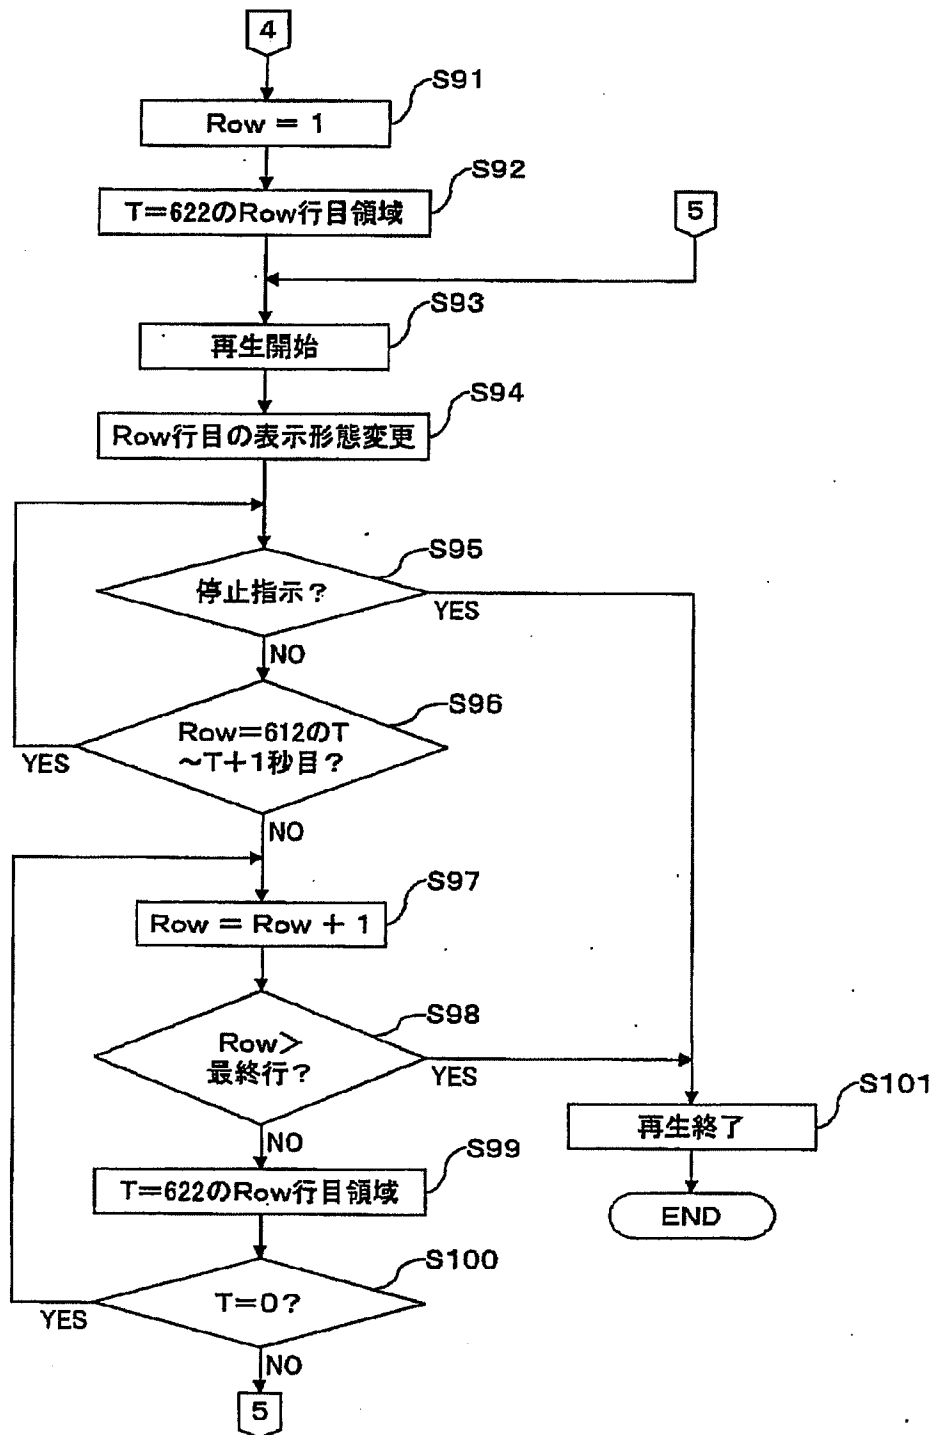 4
S91
Row = 1
S92
T=622のRow行目領域
5
S93
再生開始
S94
Row行目の表示形態変更
S95
停止指示?
YES
NO
S96
Row=612のT
~T+1秒目?
YES
NO
S97
Row = Row + 1
S98
Row>
最終行?
YES
S101
再生終了
NO
S99
T=622のRow行目領域
END
S100
T=0?
YES
NO
5